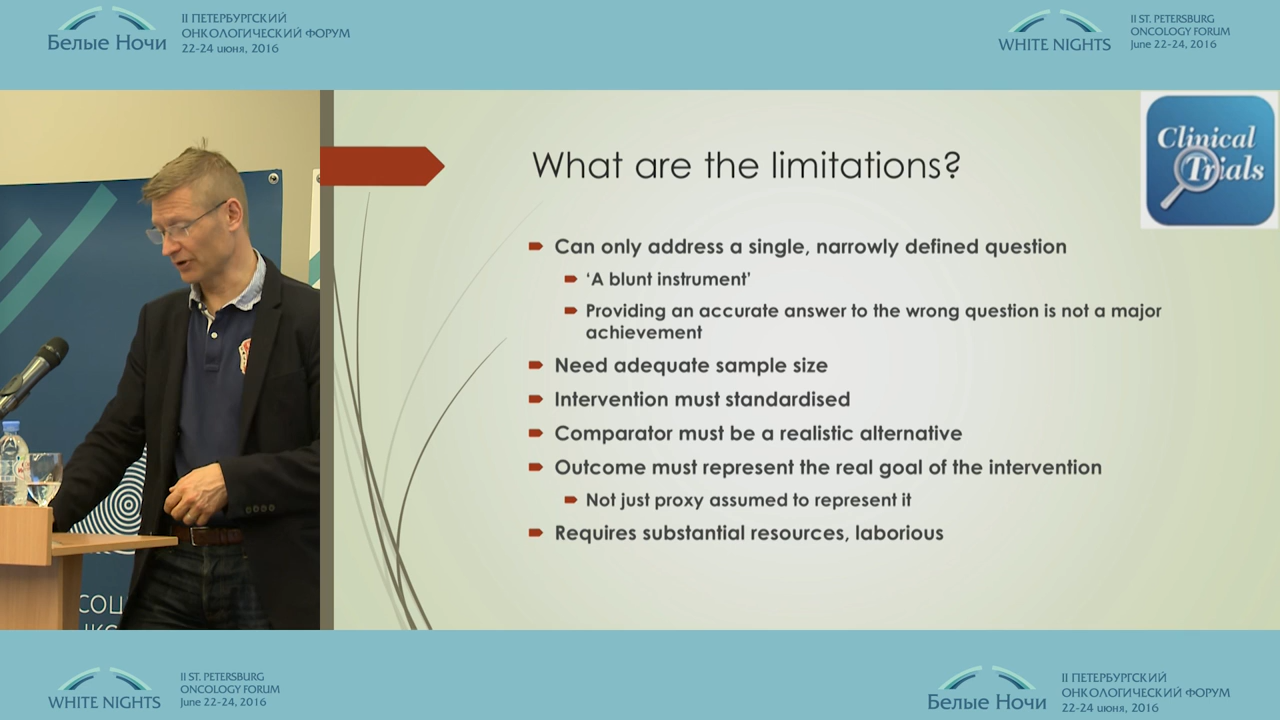 Белые Ночи
II ПЕТЕРБУРГСКИЙ
ОНКОЛОГИЧЕСКИЙ ФОРУМ
22-24 июня, 2016
WHITE NIGHTS
II ST. PETERSBURG
ONCOLOGY FORUM
June 22-24, 2016
Clinical
Trials
What are the limitations?
Can only address a single, narrowly defined question
‘A blunt instrument’
Providing an accurate answer to the wrong question is not a major
achievement
Need adequate sample size
Intervention must standardised
Comparator must be a realistic alternative
Outcome must represent the real goal of the intervention
Not just proxy assumed to represent it
Requires substantial resources, laborious
СОЦ
WHITE NIGHTS
II ST. PETERSBURG
ONCOLOGY FORUM
June 22-24, 2016
Белые Ночи
II ПЕТЕРБУРГСКИЙ
ОНКОЛОГИЧЕСКИЙ ФОРУМ
22-24 июня, 2016